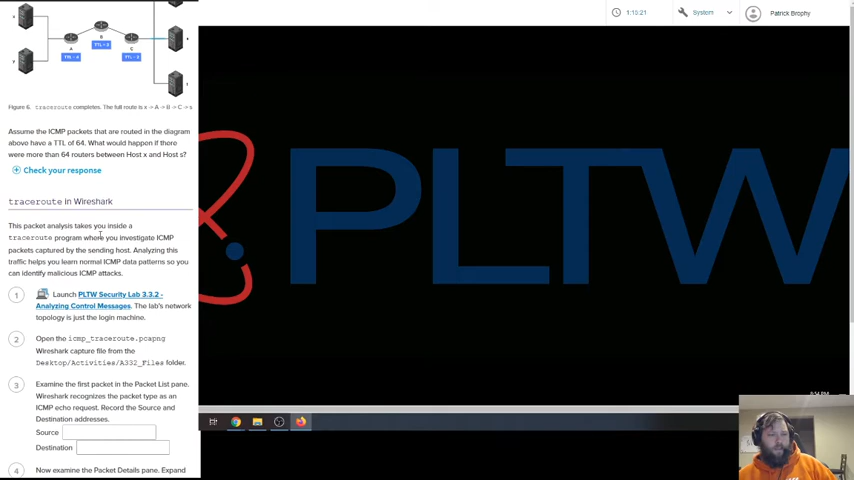 1:15:21
System
Patrick Brophy
x
y
A
B
C
s
TTL = 2
Figure 6. traceroute completes. The full route is x -> A -> B -> C -> s
Assume the ICMP packets that are routed in the diagram
above have a TTL of 64. What would happen if there
were more than 64 routers between Host x and Host s?
Check your response
traceroute in Wireshark
This packet analysis takes you inside a
traceroute program where you investigate ICMP
packets captured by the sending host. Analyzing this
traffic helps you learn normal ICMP data patterns so you
can identify malicious ICMP attacks.
1
Launch PLTW Security Lab 3.3.2 -
Analyzing Control Messages. The lab's network
topology is just the login machine.
2
Open the icmp_traceroute.pcapng
Wireshark capture file from the
Desktop/Activities/A332_Files folder.
3
Examine the first packet in the Packet List pane.
Wireshark recognizes the packet type as an
ICMP echo request. Record the Source and
Destination addresses.
Source
Destination
4
Now examine the Packet Details pane. Expand
PLTW